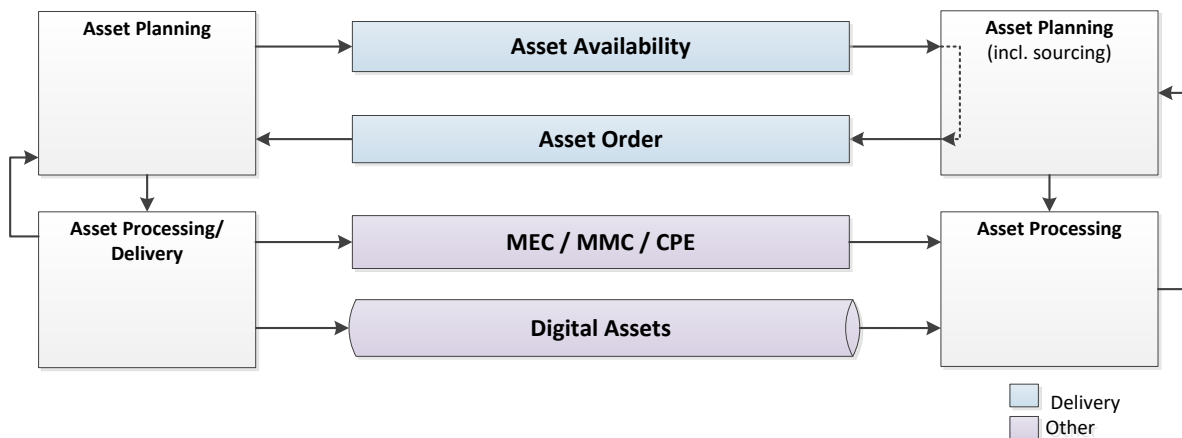 Asset Planning
Asset Availability
Asset Planning
(incl. sourcing)
Asset Order
Asset Processing/
Delivery
MEC / MMC / CPE
Asset Processing
Digital Assets
Delivery
Other